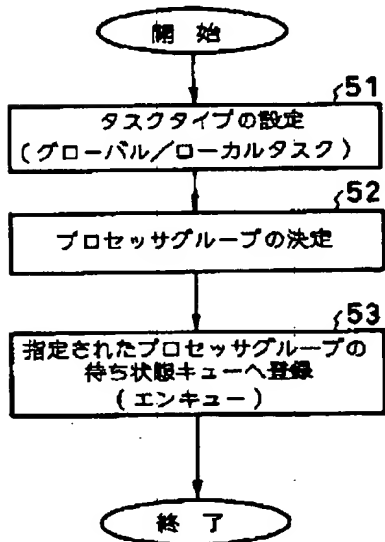 開始
51
タスクタイプの設定
(グローバル/ローカルタスク)
52
プロセッサグループの決定
53
指定されたプロセッサグループの
待ち状態キューへ登録
(エンキュー)
終了